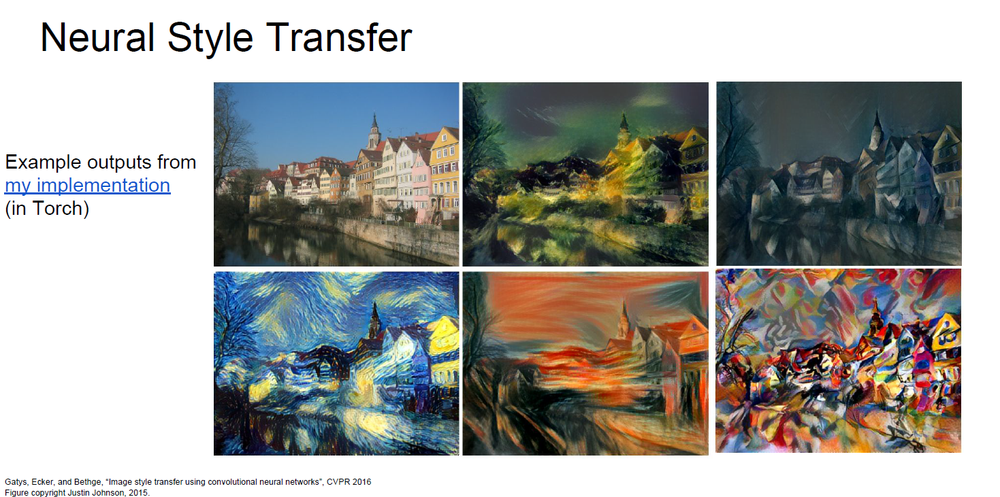 Neural Style Transfer
Example outputs from
my implementation
(in Torch)
Gatys, Ecker, and Bethge, “Image style transfer using convolutional neural networks”, CVPR 2016
Figure copyright Justin Johnson, 2015.